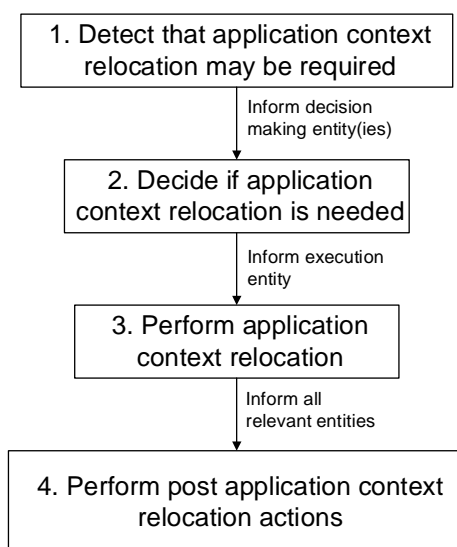 1. Detect that application context
relocation may be required
Inform decision
making entity(ies)
2. Decide if application
context relocation is needed
Inform execution
entity
3. Perform application
context relocation
Inform all
relevant entities
4. Perform post application context
relocation actions